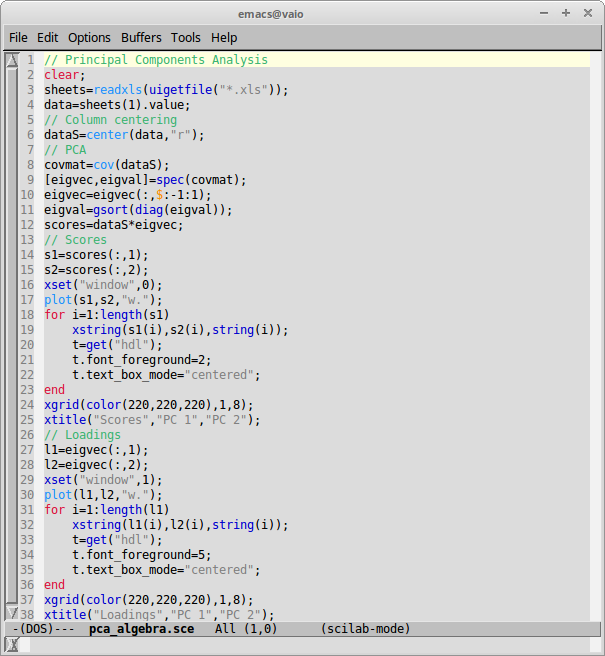 emacs@vaio
File Edit Options Buffers Tools Help
1 // Principal Components Analysis
2 clear;
3 sheets=readxls(uigetfile("*.xls"));
4 data=sheets(1).value;
5 // Column centering
6 dataS=center(data,"r");
7 // PCA
8 covmat=cov(dataS);
9 [eigvec,eigval]=spec(covmat);
10 eigvec=eigvec(:,$:-1:1);
11 eigval=gsort(diag(eigval));
12 scores=dataS*eigvec;
13 // Scores
14 s1=scores(:,1);
15 s2=scores(:,2);
16 xset("window",0);
17 plot(s1,s2,"w.");
18 for i=1:length(s1)
19     xstring(s1(i),s2(i),string(i));
20     t=get("hdl");
21     t.font_foreground=2;
22     t.text_box_mode="centered";
23 end
24 xgrid(color(220,220,220),1,8);
25 xtitle("Scores","PC 1","PC 2");
26 // Loadings
27 l1=eigvec(:,1);
28 l2=eigvec(:,2);
29 xset("window",1);
30 plot(l1,l2,"w.");
31 for i=1:length(l1)
32     xstring(l1(i),l2(i),string(i));
33     t=get("hdl");
34     t.font_foreground=5;
35     t.text_box_mode="centered";
36 end
37 xgrid(color(220,220,220),1,8);
38 xtitle("Loadings","PC 1","PC 2");
-(DOS)---  pca_algebra.sce   All (1,0)      (scilab-mode)